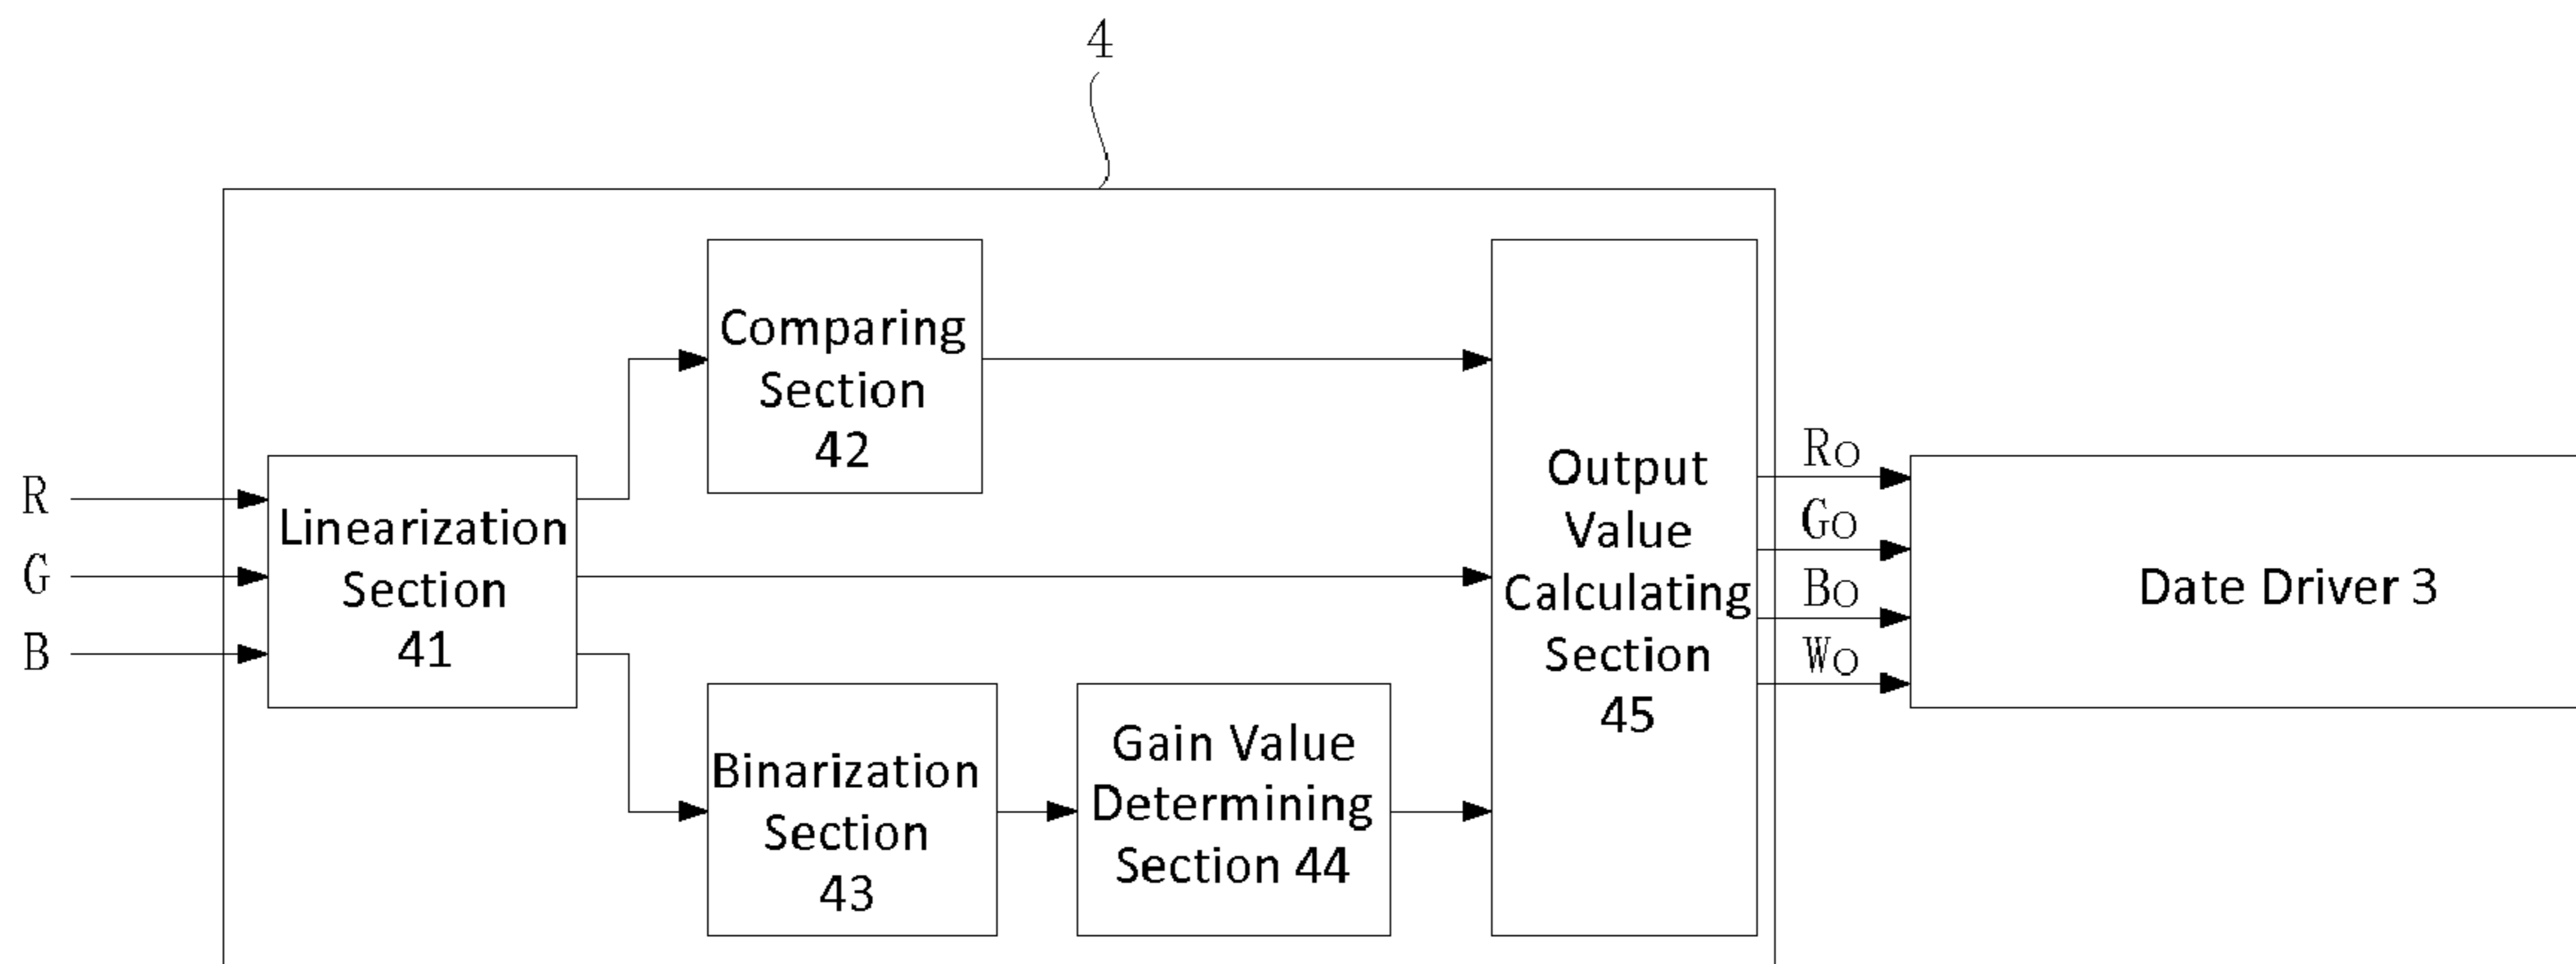 4
R
G
B
Linearization
Section
41
Comparing
Section
42
Binarization
Section
43
Gain Value
Determining
Section 44
Output
Value
Calculating
Section
45
Ro
Go
Bo
Wo
Date Driver 3